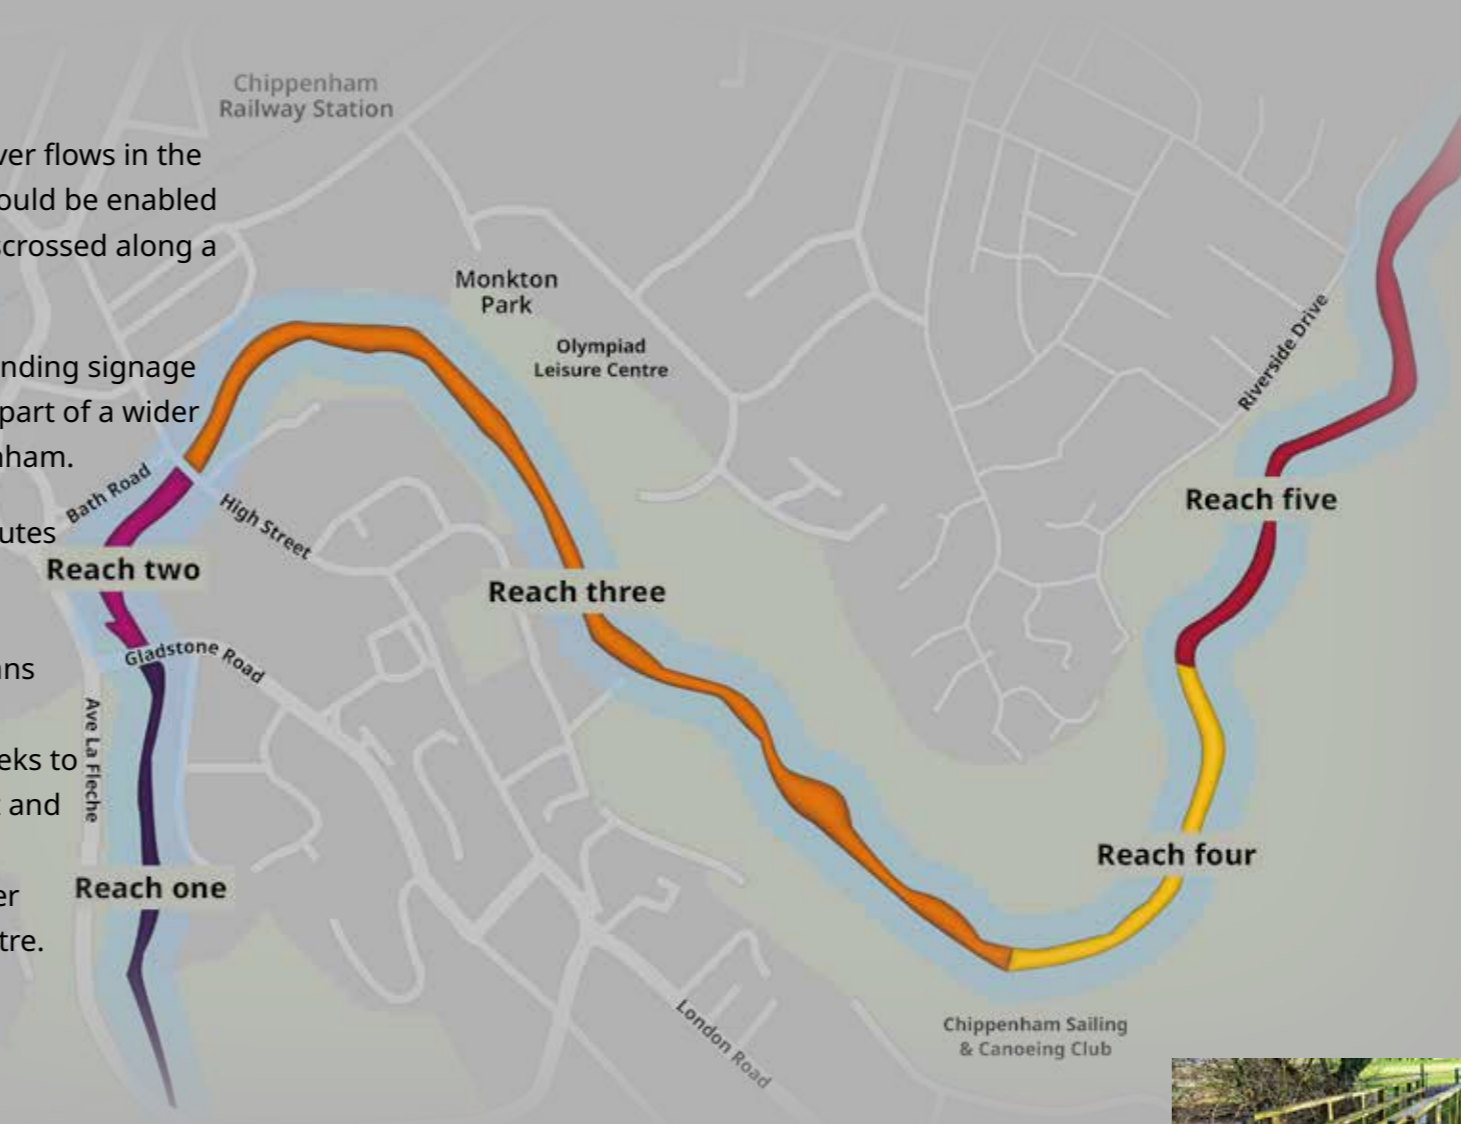 Chippenham
Railway Station
ver flows in the
ould be enabled
scrossed along a
Monkton
Park
Olympiad
Leisure Centre
nding signage
part of a wider
nham.
Riverside Drive
Bath Road
High Street
utes
Reach two
Reach three
Reach five
Gladstone Road
ns
Ave La Fleche
eks to
and
Reach four
Reach one
er
tre.
London Road
Chippenham Sailing
& Canoeing Club